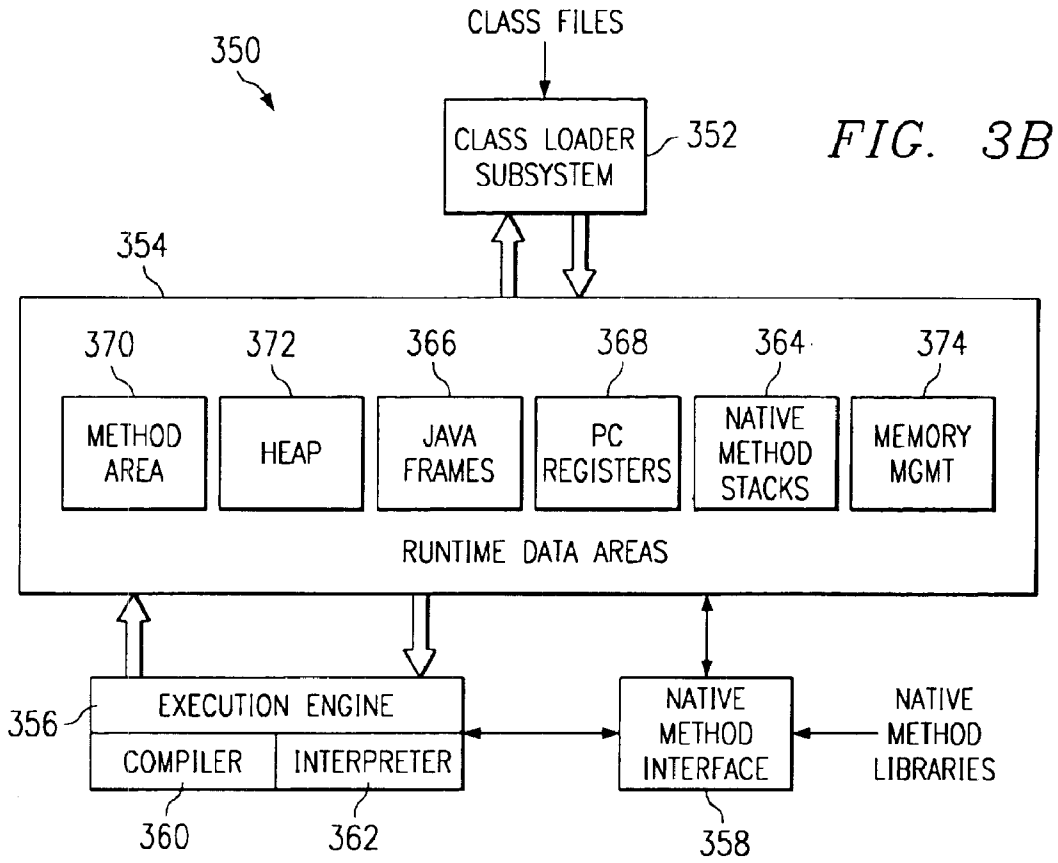 CLASS FILES
350
CLASS LOADER
SUBSYSTEM
352
FIG. 3B
354
370
372
366
368
364
374
METHOD
AREA
HEAP
JAVA
FRAMES
PC
REGISTERS
NATIVE
METHOD
STACKS
MEMORY
MGMT
RUNTIME DATA AREAS
356
EXECUTION ENGINE
COMPILER
INTERPRETER
360
362
NATIVE
METHOD
INTERFACE
358
NATIVE
METHOD
LIBRARIES